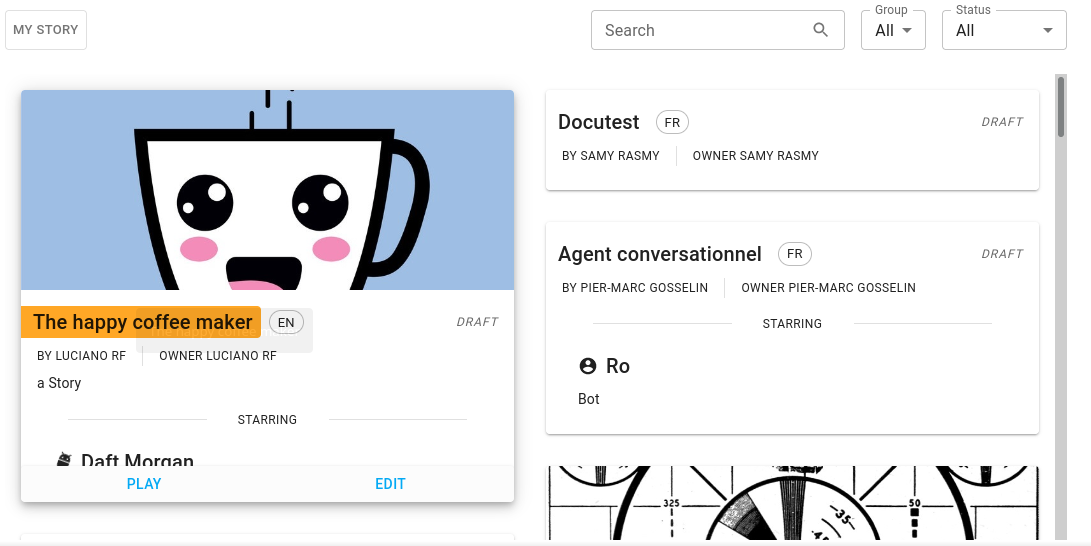 MY STORY
Search
Group
All
Status
All
The happy coffee maker
EN
DRAFT
BY LUCIANO RF
OWNER LUCIANO RF
a Story
STARRING
Daft Morgan
PLAY
EDIT
Docutest
FR
DRAFT
BY SAMY RASMY
OWNER SAMY RASMY
Agent conversationnel
FR
DRAFT
BY PIER-MARC GOSSELIN
OWNER PIER-MARC GOSSELIN
STARRING
Ro
Bot
325
50
-35-